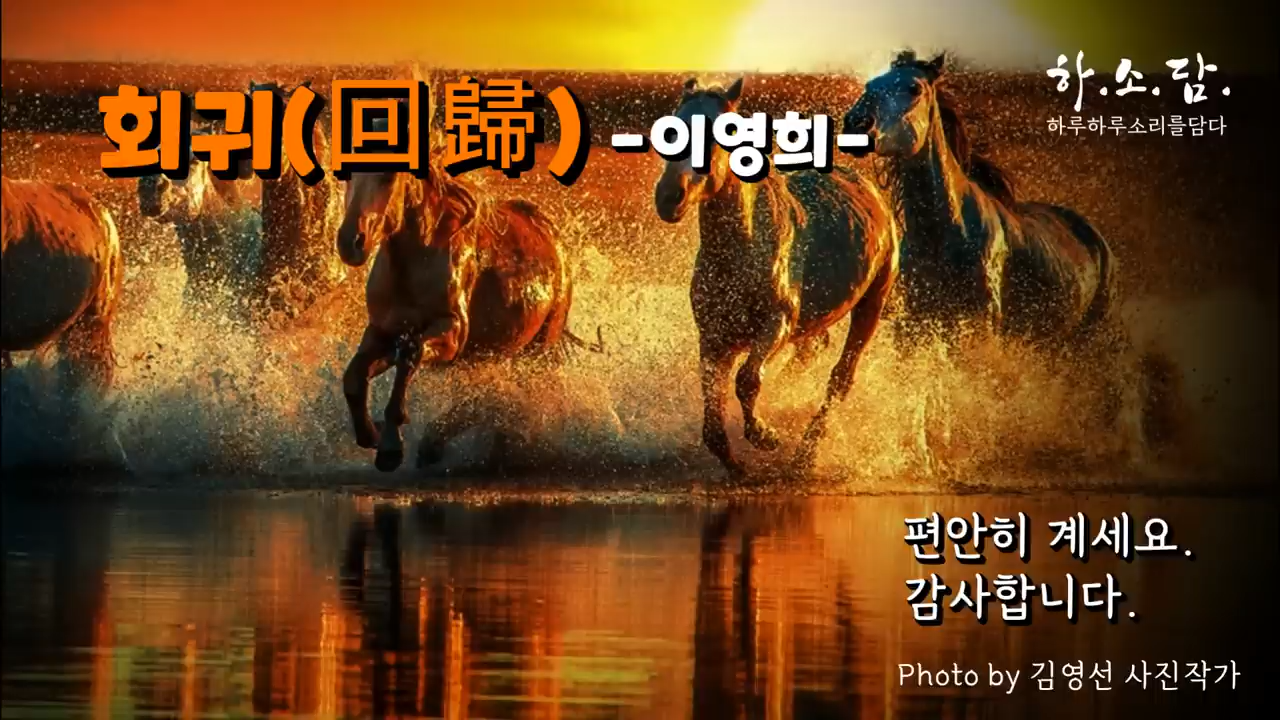 회귀(回歸) -이영희-
하.소.담.
하루하루소리를담다
편안히 계세요.
감사합니다.
Photo by 김영선 사진작가